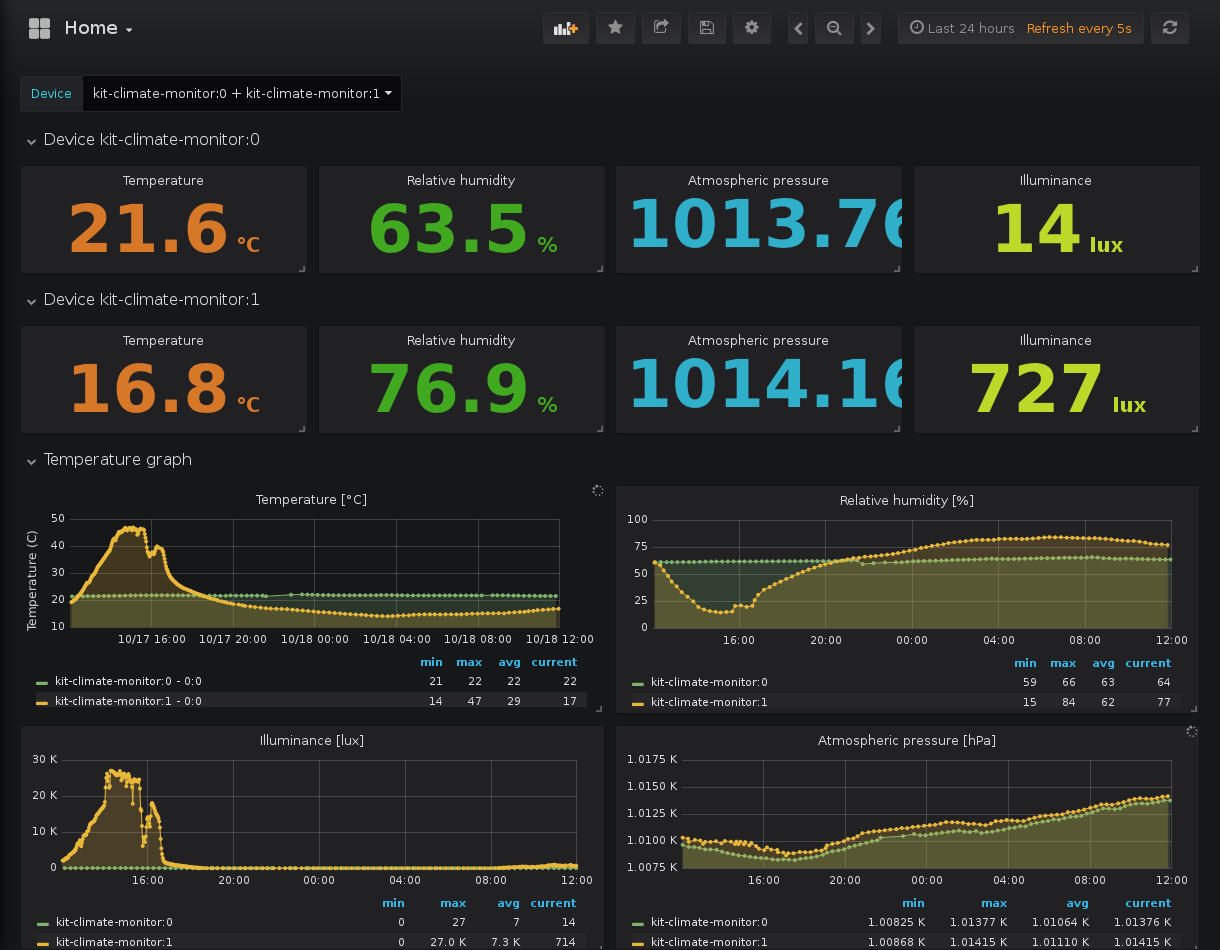 Home
Last 24 hours Refresh every 5s
Device kit-climate-monitor:0 + kit-climate-monitor:1
Device kit-climate-monitor:0
Temperature Relative humidity Atmospheric pressure Illuminance
21.6 °C 63.5 % 1013.76 14 lux
Device kit-climate-monitor:1
Temperature Relative humidity Atmospheric pressure Illuminance
16.8 °C 76.9 % 1014.16 727 lux
Temperature graph
Temperature [°C]
Temperature (C)
50
40
30
20
10
10/17 16:00 10/17 20:00 10/18 00:00 10/18 04:00 10/18 08:00 10/18 12:00
min max avg current
kit-climate-monitor:0 - 0:0 21 22 22 22
kit-climate-monitor:1 - 0:0 14 47 29 17
Relative humidity [%]
100
75
50
25
0
16:00 20:00 00:00 04:00 08:00 12:00
min max avg current
kit-climate-monitor:0 59 66 63 64
kit-climate-monitor:1 15 84 62 77
Illuminance [lux]
30 K
20 K
10 K
0
16:00 20:00 00:00 04:00 08:00 12:00
min max avg current
kit-climate-monitor:0 0 27 7 14
kit-climate-monitor:1 0 27.0 K 7.3 K 714
Atmospheric pressure [hPa]
1.0175 K
1.0150 K
1.0125 K
1.0100 K
1.0075 K
16:00 20:00 00:00 04:00 08:00 12:00
min max avg current
kit-climate-monitor:0 1.00825 K 1.01377 K 1.01064 K 1.01376 K
kit-climate-monitor:1 1.00868 K 1.01415 K 1.01110 K 1.01415 K